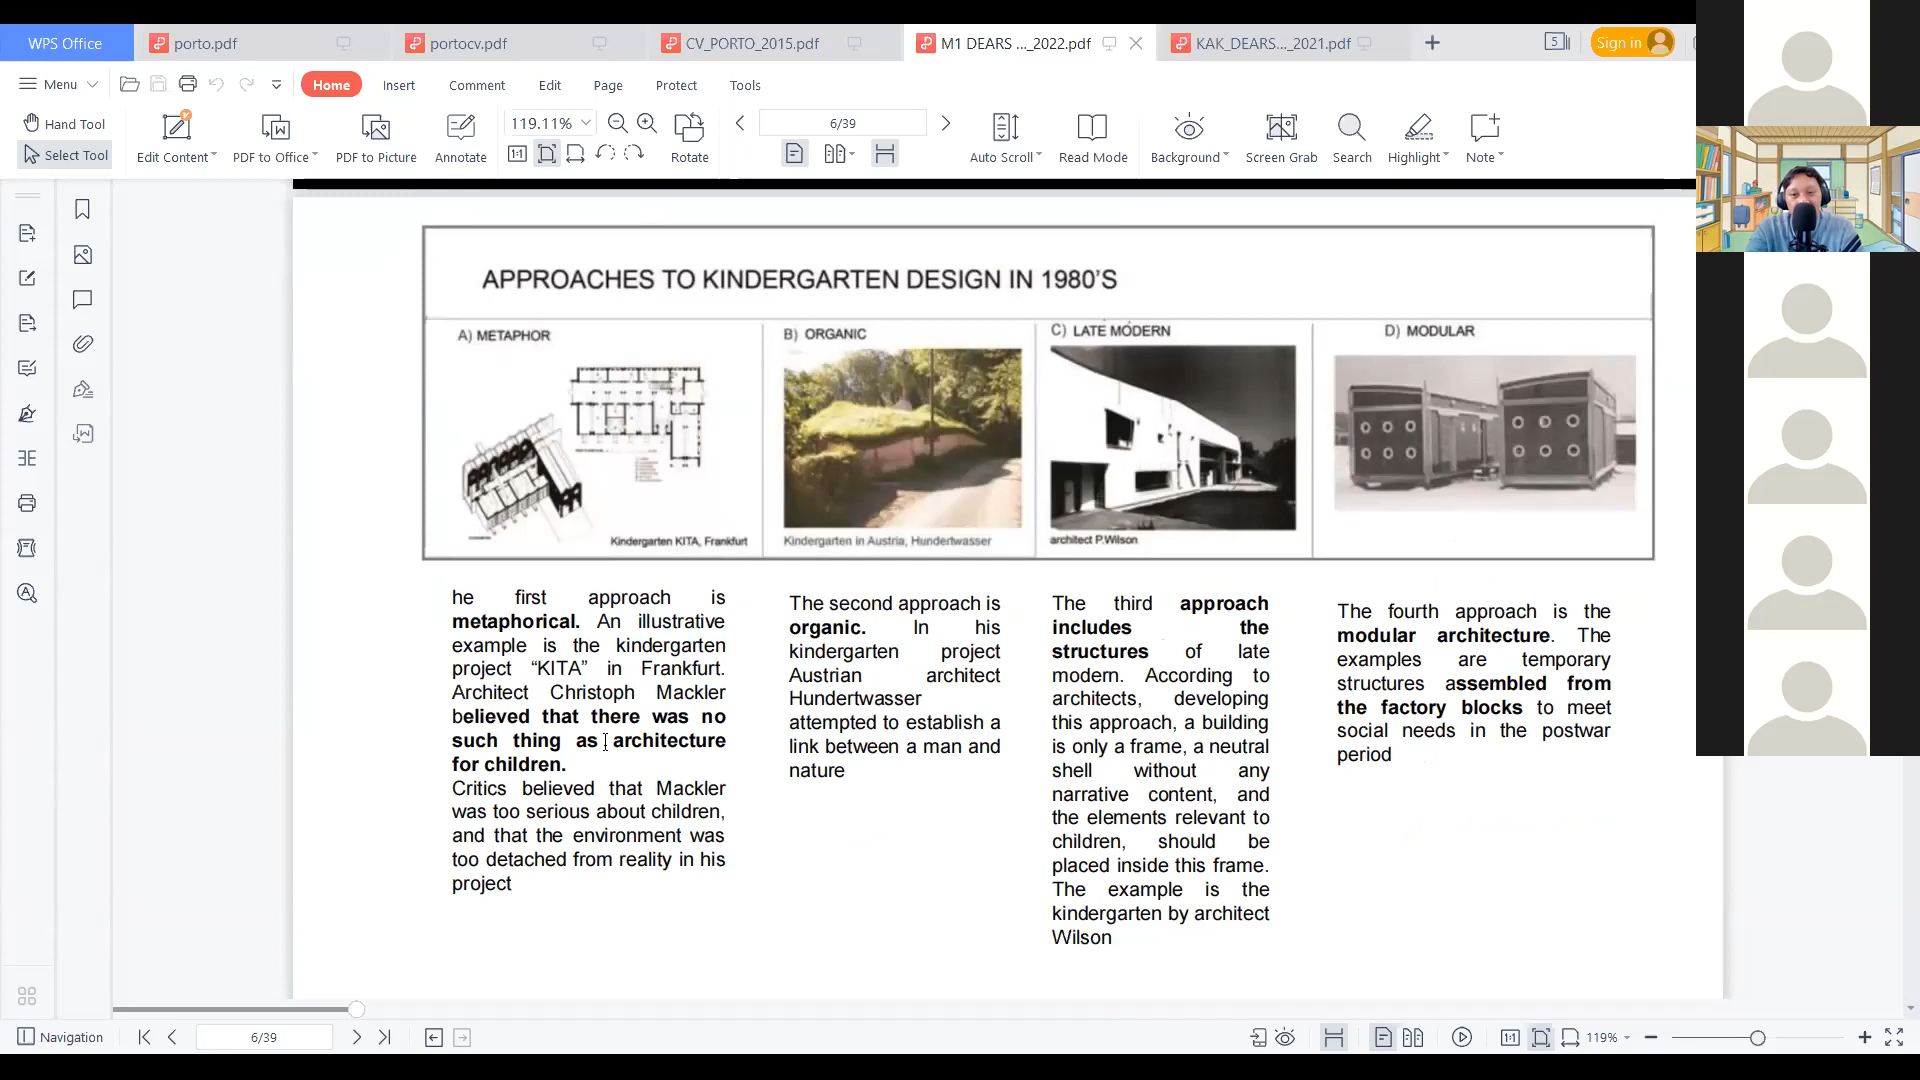 WPS Office
porto.pdf
portocv.pdf
CV_PORTO_2015.pdf
M1 DEARS ..._2022.pdf
KAK_DEARS..._2021.pdf
5
Sign in
Menu
Home
Insert
Comment
Edit
Page
Protect
Tools
Hand Tool
Select Tool
Edit Content
PDF to Office
PDF to Picture
Annotate
119.11%
1:1
Rotate
6/39
Auto Scroll
Read Mode
Background
Screen Grab
Search
Highlight
Note
APPROACHES TO KINDERGARTEN DESIGN IN 1980'S
A) METAPHOR
Kindergarten KITA, Frankfurt
B) ORGANIC
Kindergarten in Austria, Hundertwasser
C) LATE MODERN
architect P.Wilson
D) MODULAR
he first approach is
metaphorical. An illustrative
example is the kindergarten
project “KITA” in Frankfurt.
Architect Christoph Mackler
believed that there was no
such thing as architecture
for children.
Critics believed that Mackler
was too serious about children,
and that the environment was
too detached from reality in his
project
The second approach is
organic. In his
kindergarten project
Austrian architect
Hundertwasser
attempted to establish a
link between a man and
nature
The third approach
includes the
structures of late
modern. According to
architects, developing
this approach, a building
is only a frame, a neutral
shell without any
narrative content, and
the elements relevant to
children, should be
placed inside this frame.
The example is the
kindergarten by architect
Wilson
The fourth approach is the
modular architecture. The
examples are temporary
structures assembled from
the factory blocks to meet
social needs in the postwar
period
Navigation
6/39
1:1
119%